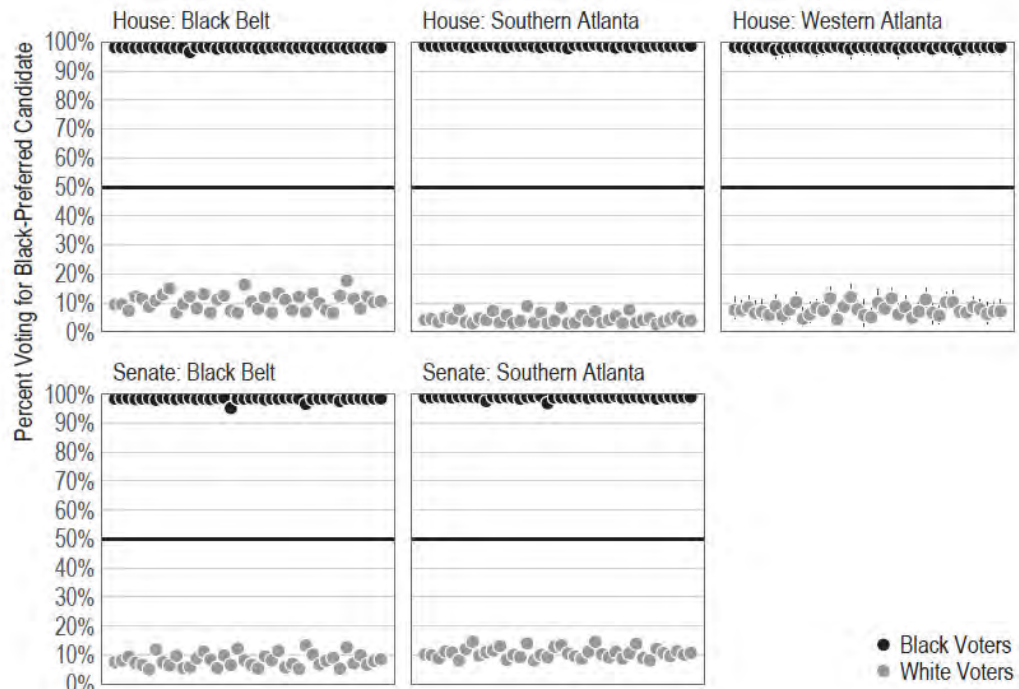 House: Black Belt
House: Southern Atlanta
House: Western Atlanta
Percent Voting for Black-Preferred Candidate
100%
90%
80%
70%
60%
50%
40%
30%
20%
10%
0%
Senate: Black Belt
Senate: Southern Atlanta
100%
90%
80%
70%
60%
50%
40%
30%
20%
10%
0%
Black Voters
White Voters